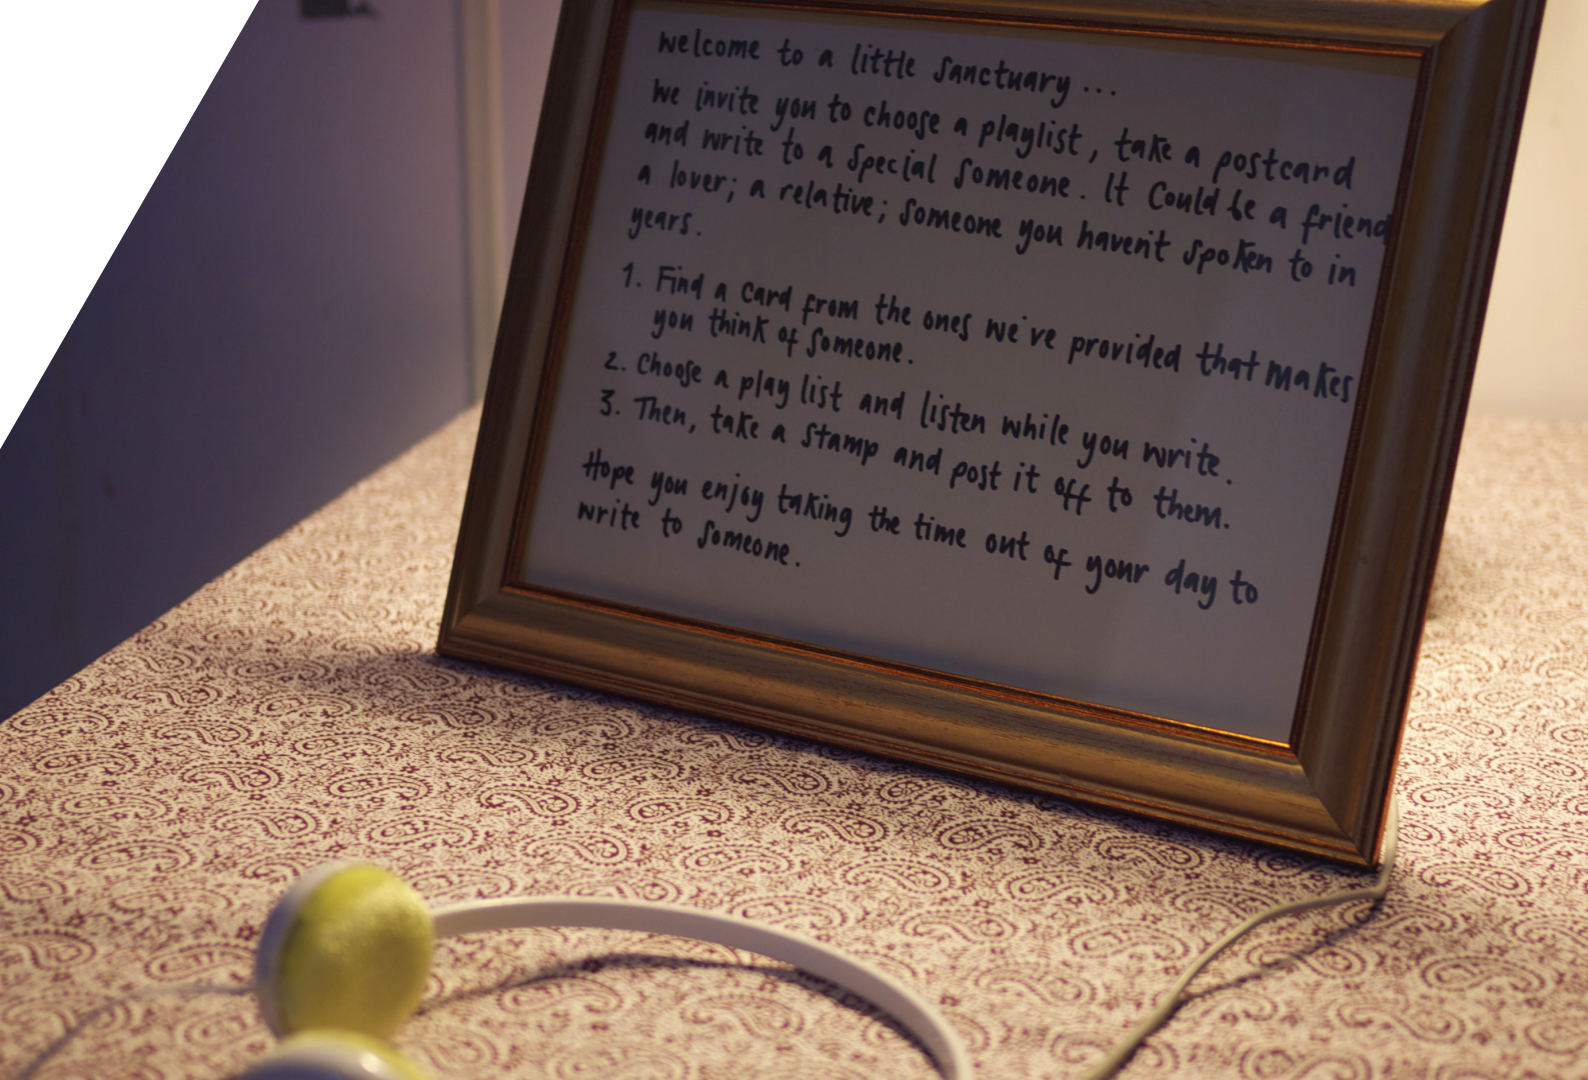 welcome to a little sanctuary ...
We invite you to choose a playlist, take a postcard
and write to a special someone. It could be a friend
a lover; a relative; someone you haven't spoken to in
years.
1. Find a card from the ones we've provided that makes
you think of someone.
2. Choose a play list and listen while you write.
3. Then, take a stamp and post it off to them.
Hope you enjoy taking the time out of your day to
write to someone.